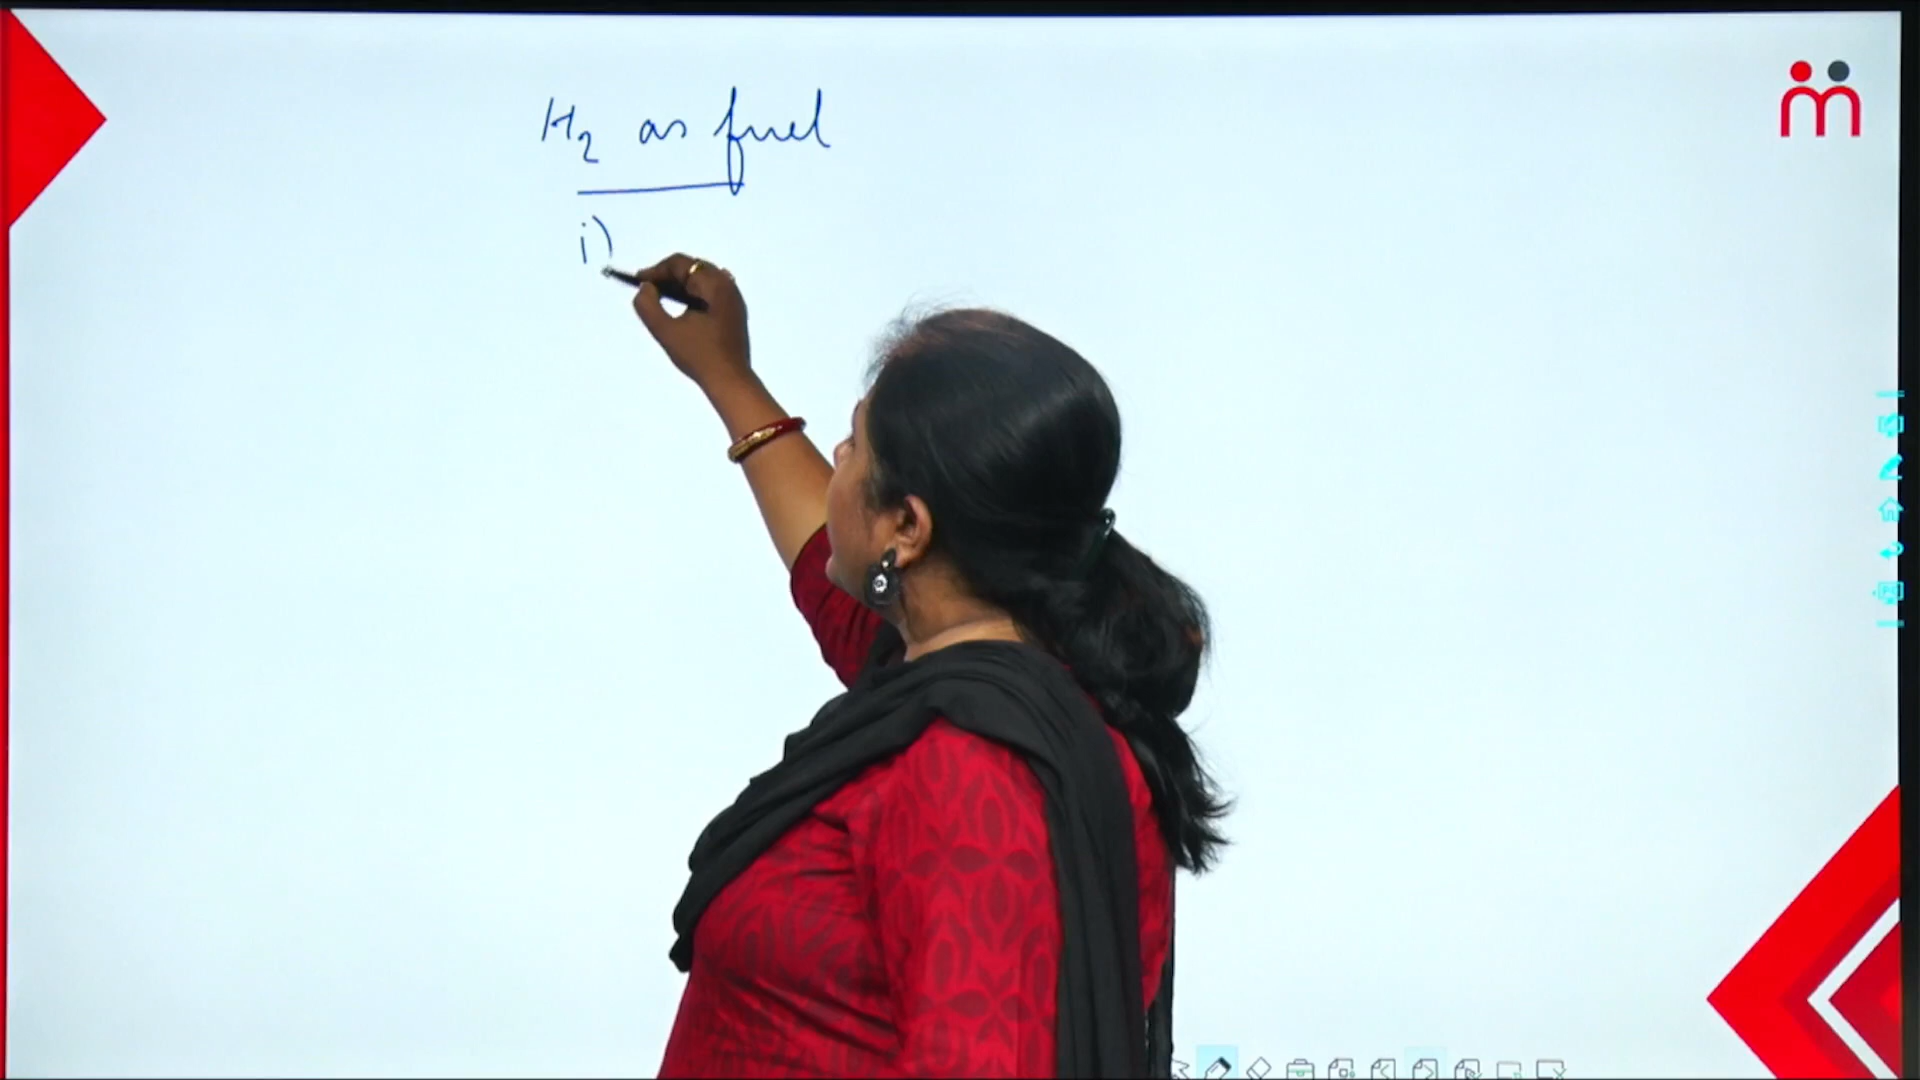 H₂ as fuel
i)